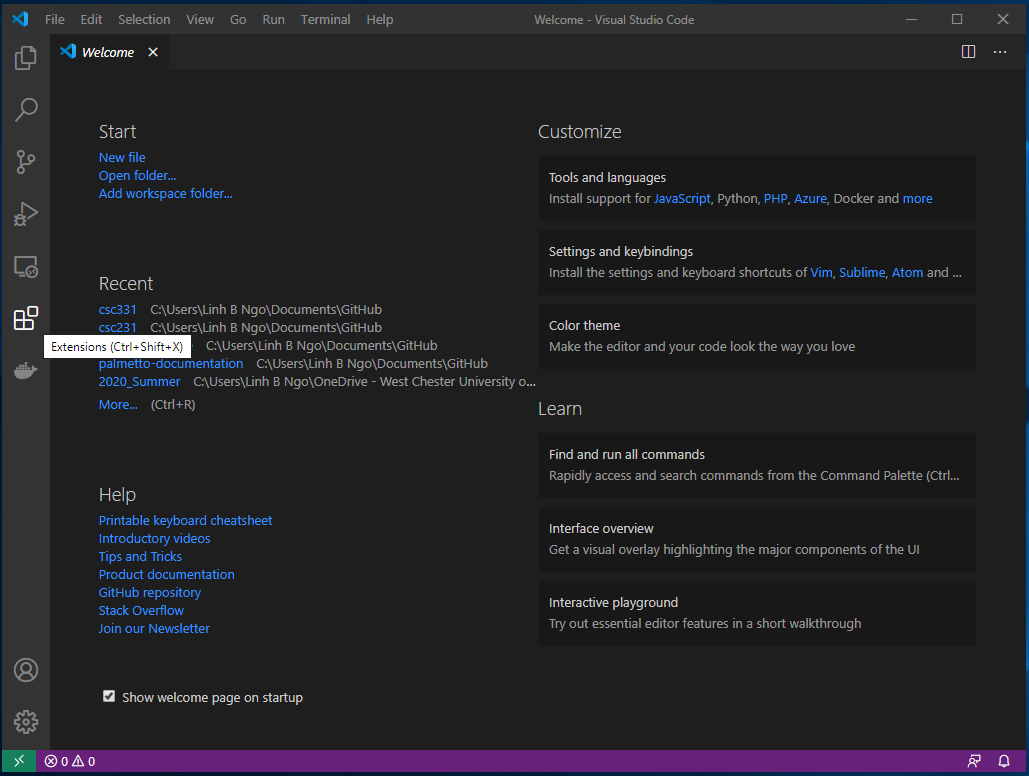 File Edit Selection View Go Run Terminal Help Welcome - Visual Studio Code
Welcome
Start
New file
Open folder...
Add workspace folder...
Recent
csc331 C:\Users\Linh B Ngo\Documents\GitHub
csc231 C:\Users\Linh B Ngo\Documents\GitHub
Extensions (Ctrl+Shift+X) C:\Users\Linh B Ngo\Documents\GitHub
palmetto-documentation C:\Users\Linh B Ngo\Documents\GitHub
2020_Summer C:\Users\Linh B Ngo\OneDrive - West Chester University o...
More... (Ctrl+R)
Help
Printable keyboard cheatsheet
Introductory videos
Tips and Tricks
Product documentation
GitHub repository
Stack Overflow
Join our Newsletter
Show welcome page on startup
Customize
Tools and languages
Install support for JavaScript, Python, PHP, Azure, Docker and more
Settings and keybindings
Install the settings and keyboard shortcuts of Vim, Sublime, Atom and ...
Color theme
Make the editor and your code look the way you love
Learn
Find and run all commands
Rapidly access and search commands from the Command Palette (Ctrl...
Interface overview
Get a visual overlay highlighting the major components of the UI
Interactive playground
Try out essential editor features in a short walkthrough
0 0